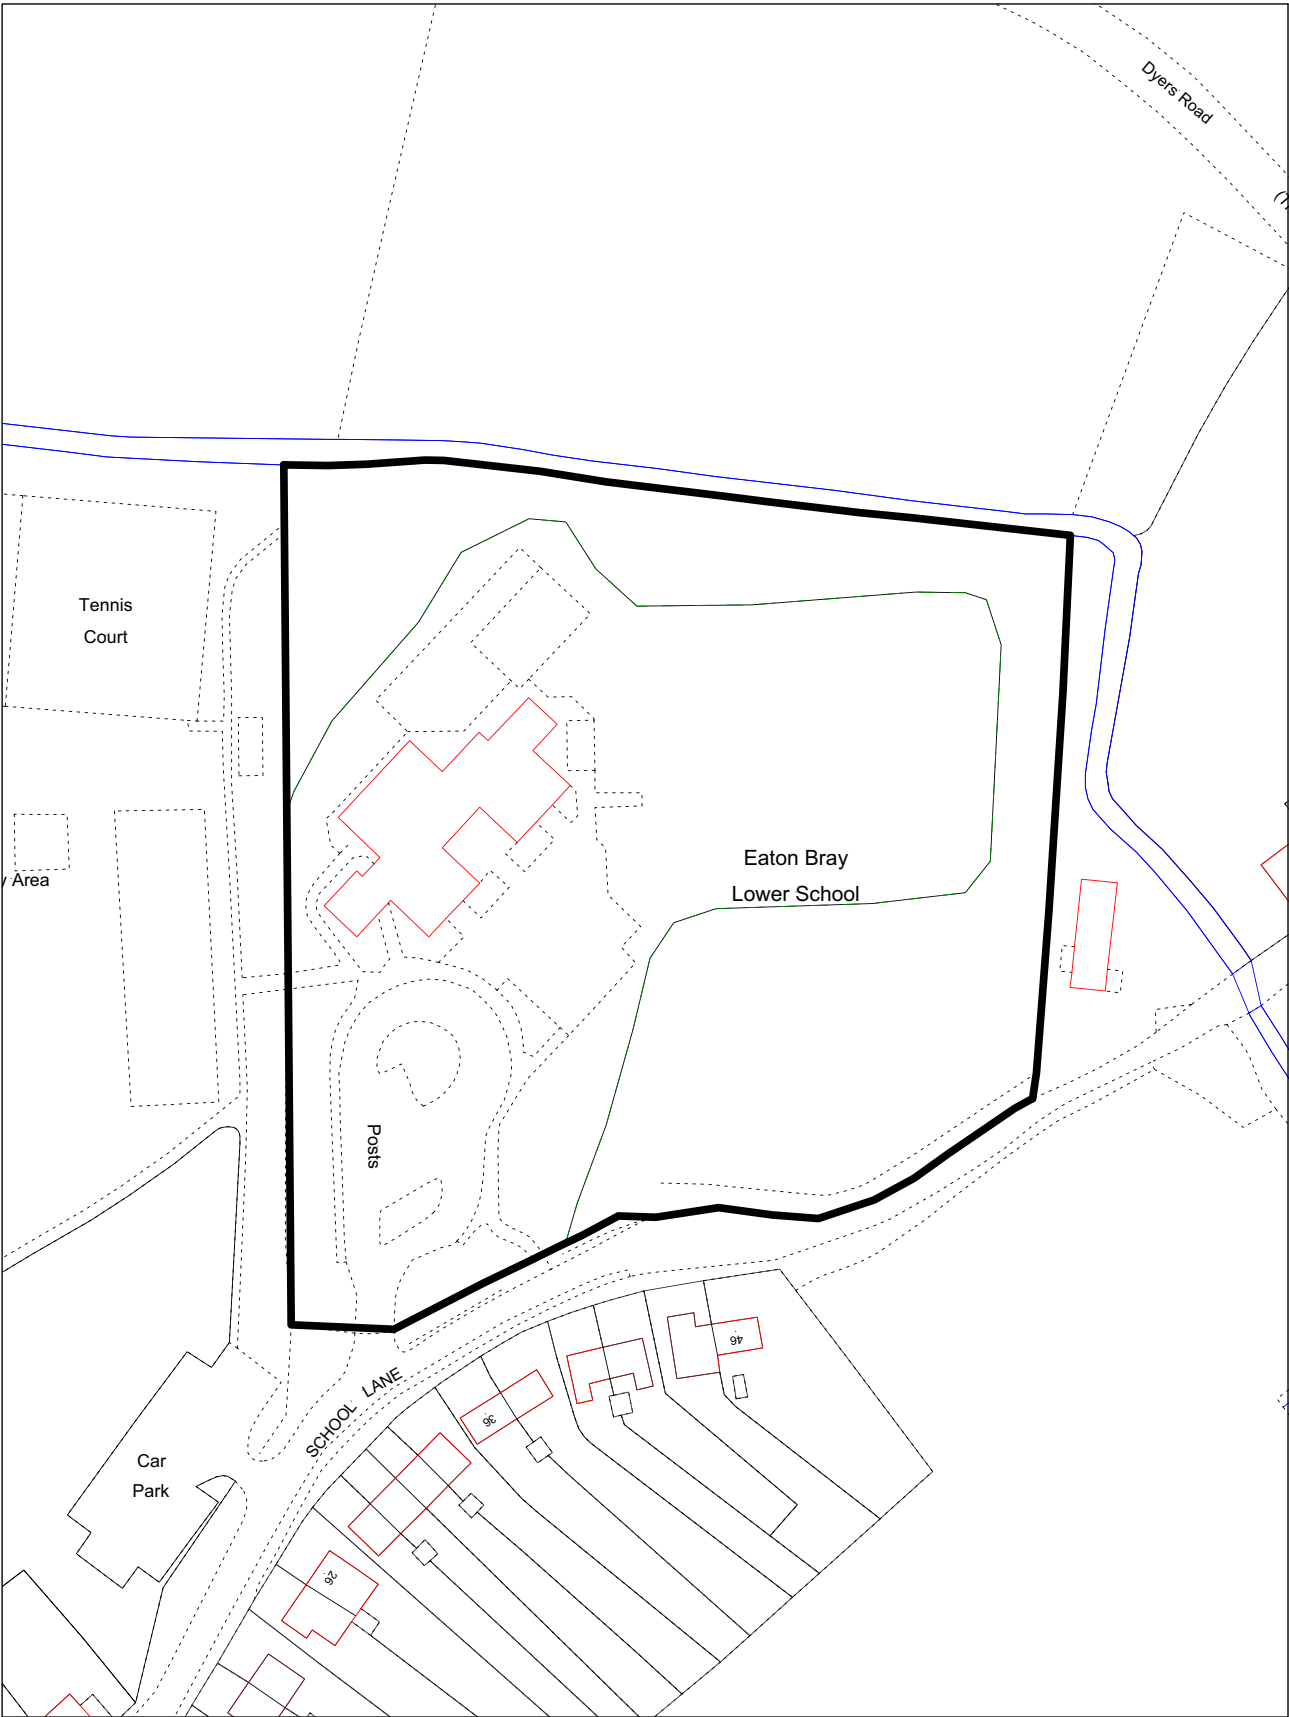 Dyers Road
Tennis
Court
Area
Eaton Bray
Lower School
Posts
SCHOOL LANE
46
36
26
Car
Park